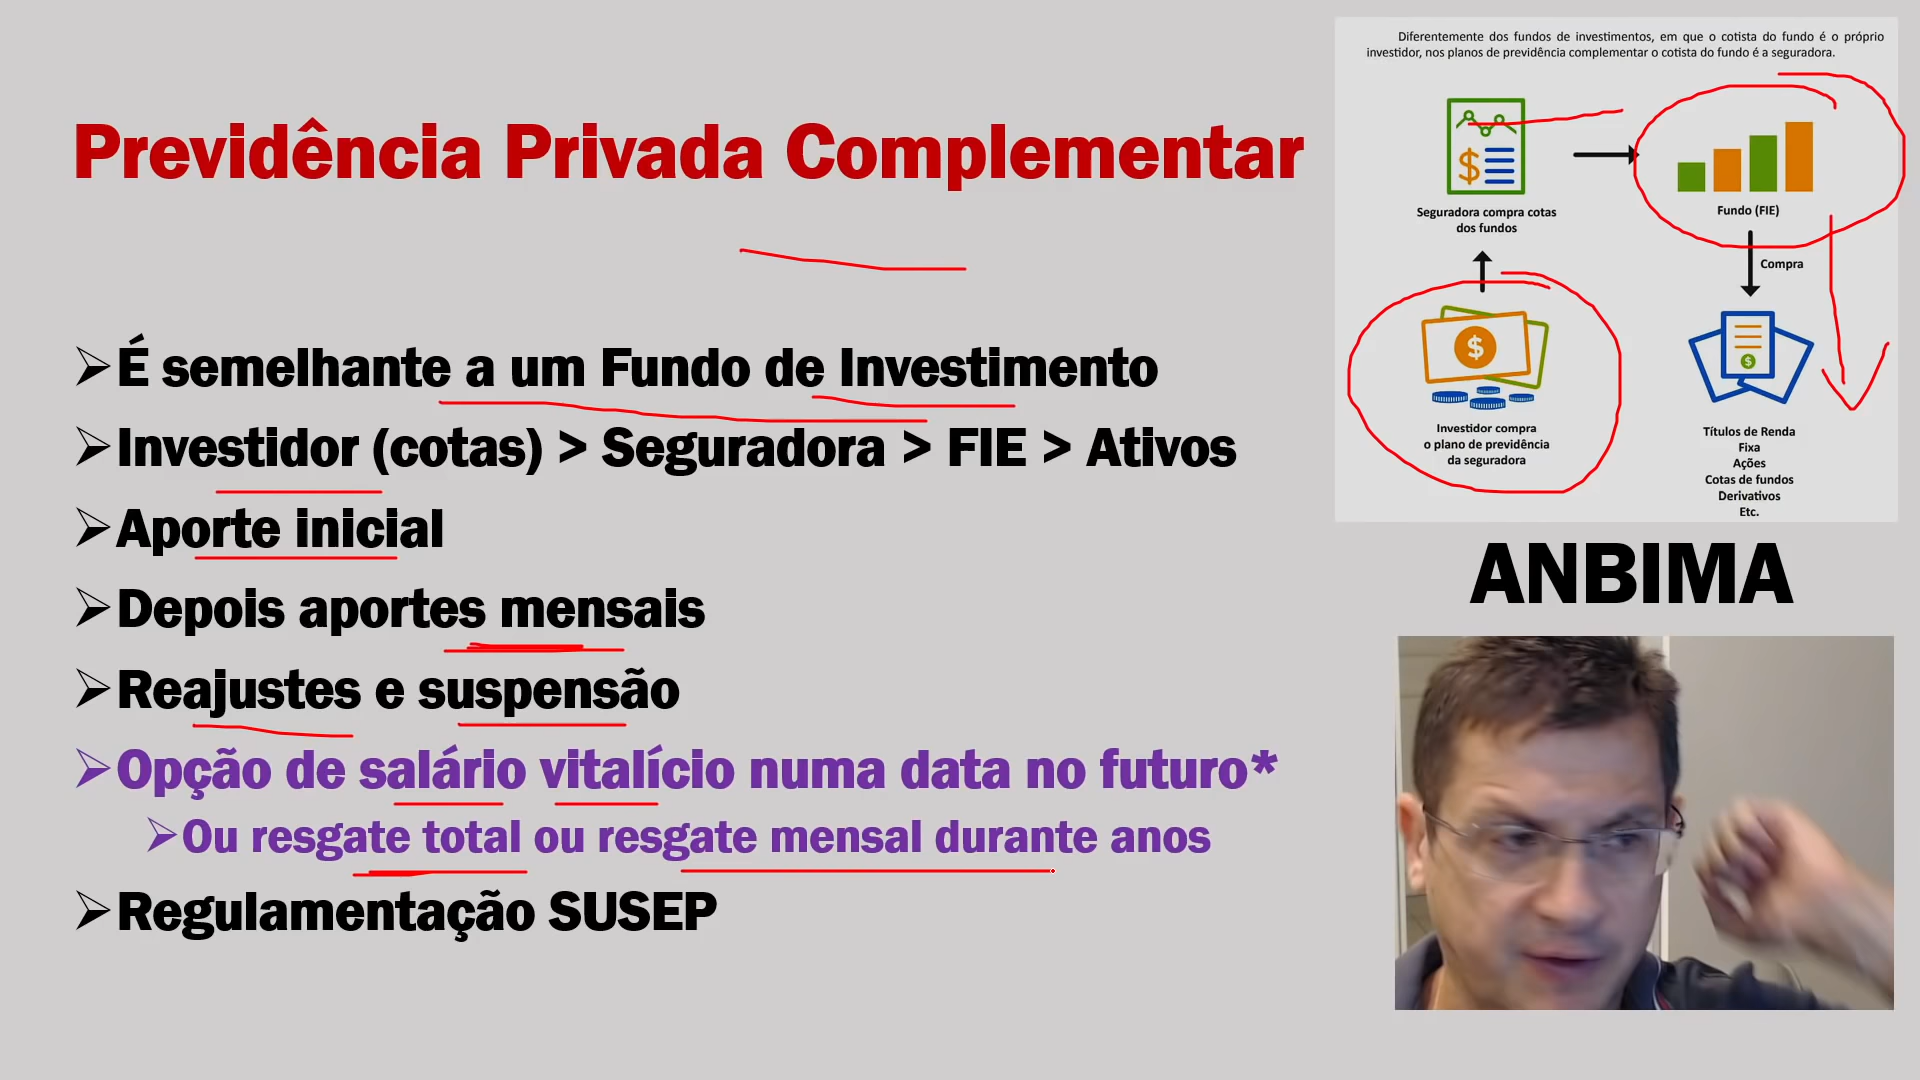 Previdência Privada Complementar
É semelhante a um Fundo de Investimento
Investidor (cotas) > Seguradora > FIE > Ativos
Aporte inicial
Depois aportes mensais
Reajustes e suspensão
Opção de salário vitalício numa data no futuro*
Ou resgate total ou resgate mensal durante anos
Regulamentação SUSEP
Diferentemente dos fundos de investimentos, em que o cotista do fundo é o próprio
investidor, nos planos de previdência complementar o cotista do fundo é a seguradora.
$
Seguradora compra cotas
dos fundos
Fundo (FIE)
Compra
$
Investidor compra
o plano de previdência
da seguradora
$
Títulos de Renda
Fixa
Ações
Cotas de fundos
Derivativos
Etc.
ANBIMA